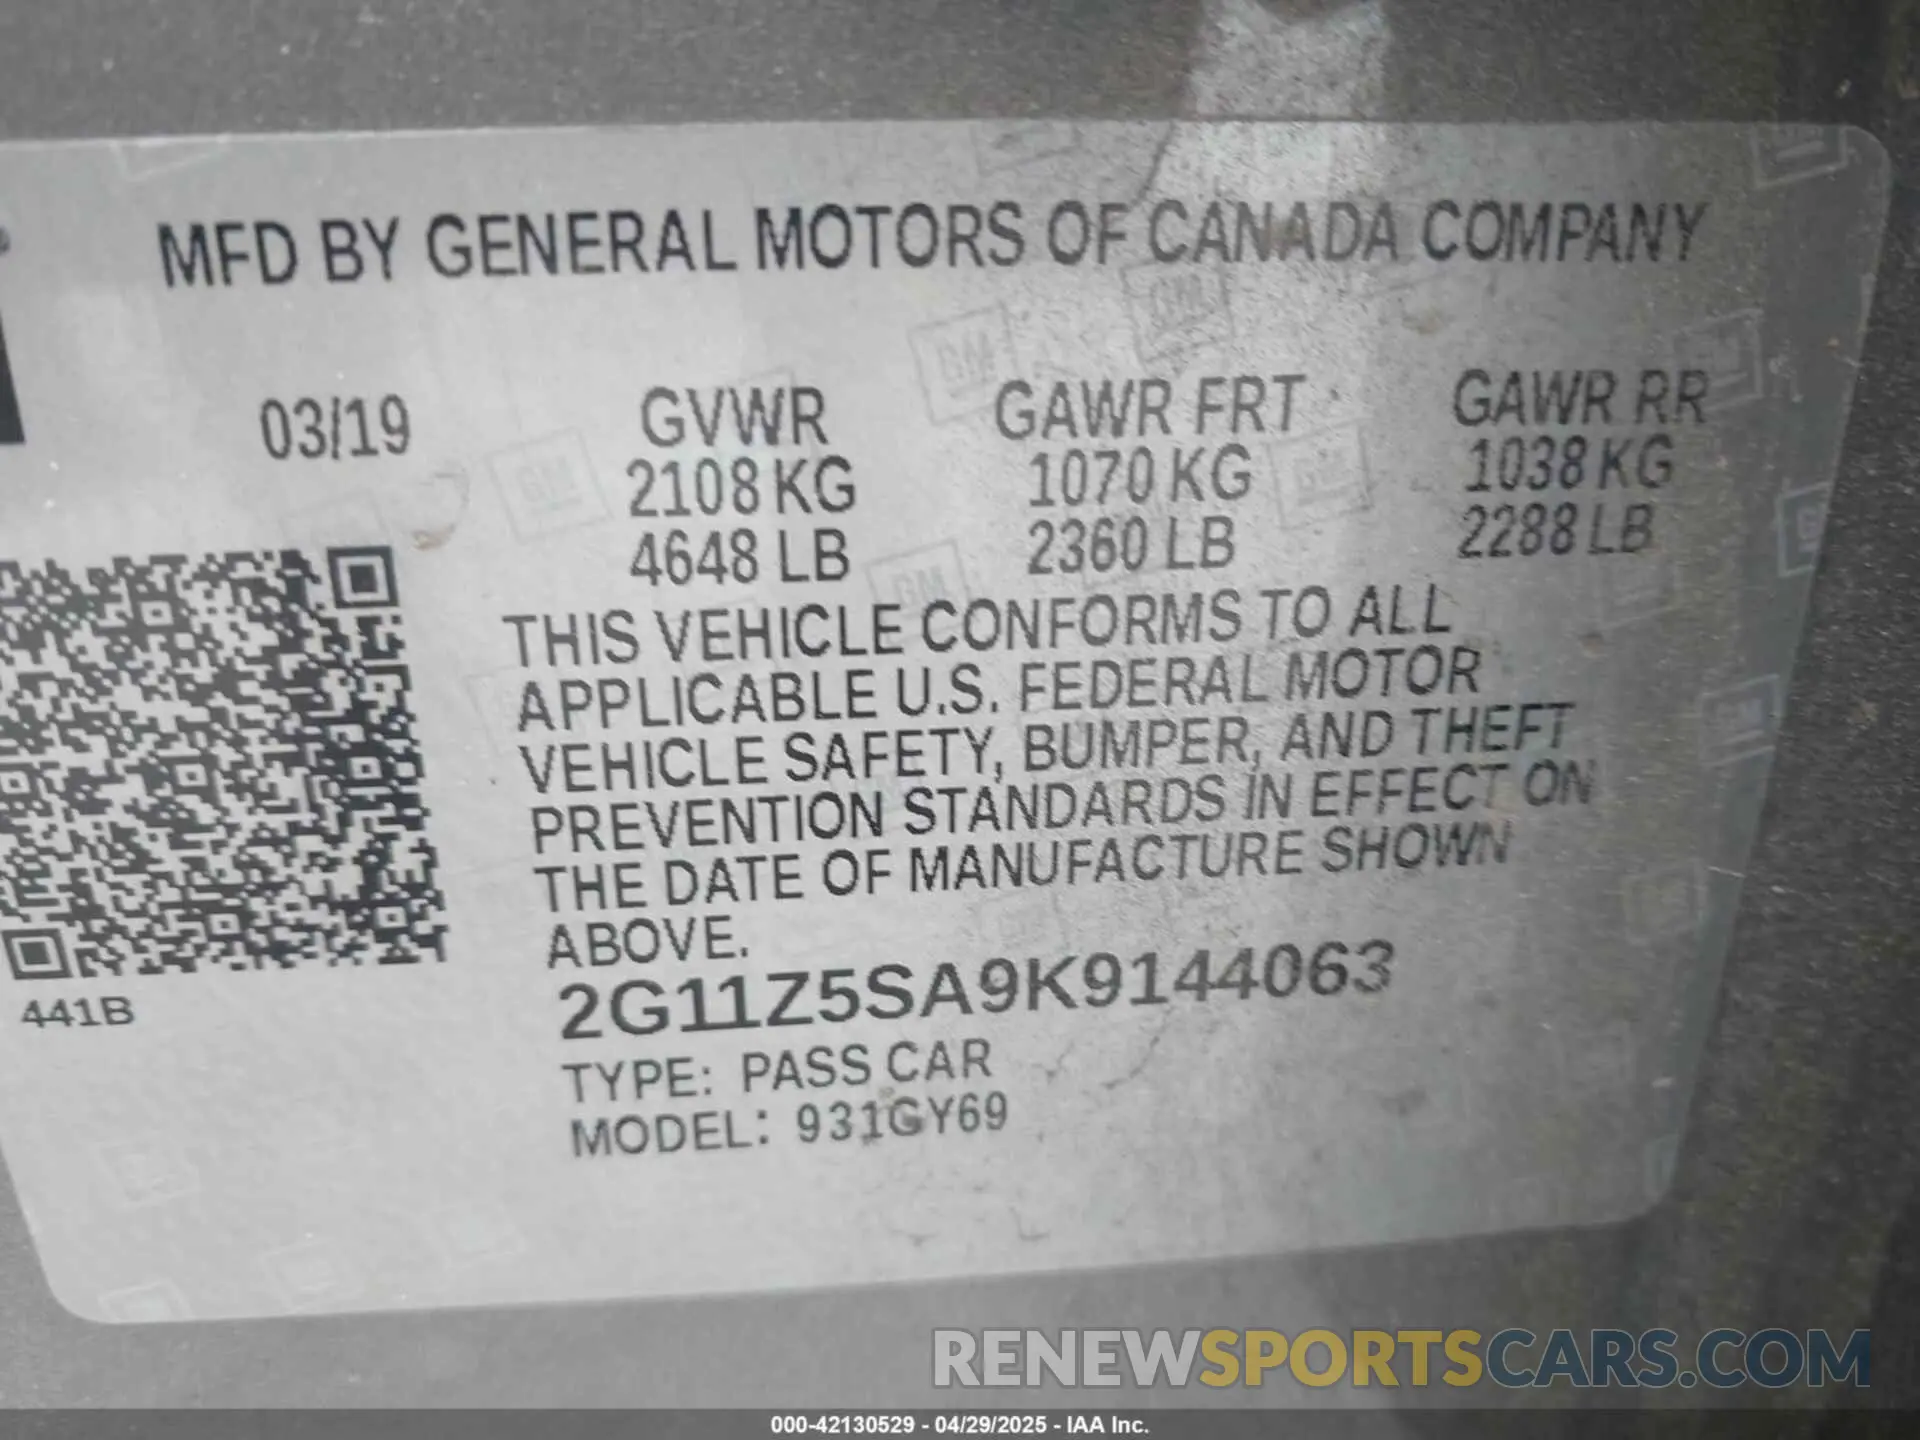 MFD BY GENERAL MOTORS OF CANADA COMPANY
03/19 GVWR GAWR FRT GAWR RR
2108 KG 1070 KG 1038 KG
4648 LB 2360 LB 2288 LB
THIS VEHICLE CONFORMS TO ALL
APPLICABLE U.S. FEDERAL MOTOR
VEHICLE SAFETY, BUMPER, AND THEFT
PREVENTION STANDARDS IN EFFECT ON
THE DATE OF MANUFACTURE SHOWN
ABOVE.
441B
2G11Z5SA9K9144063
TYPE: PASS CAR
MODEL: 931GY69
RENEWSPORTSCARS.COM
000-42130529 - 04/29/2025 - IAA Inc.